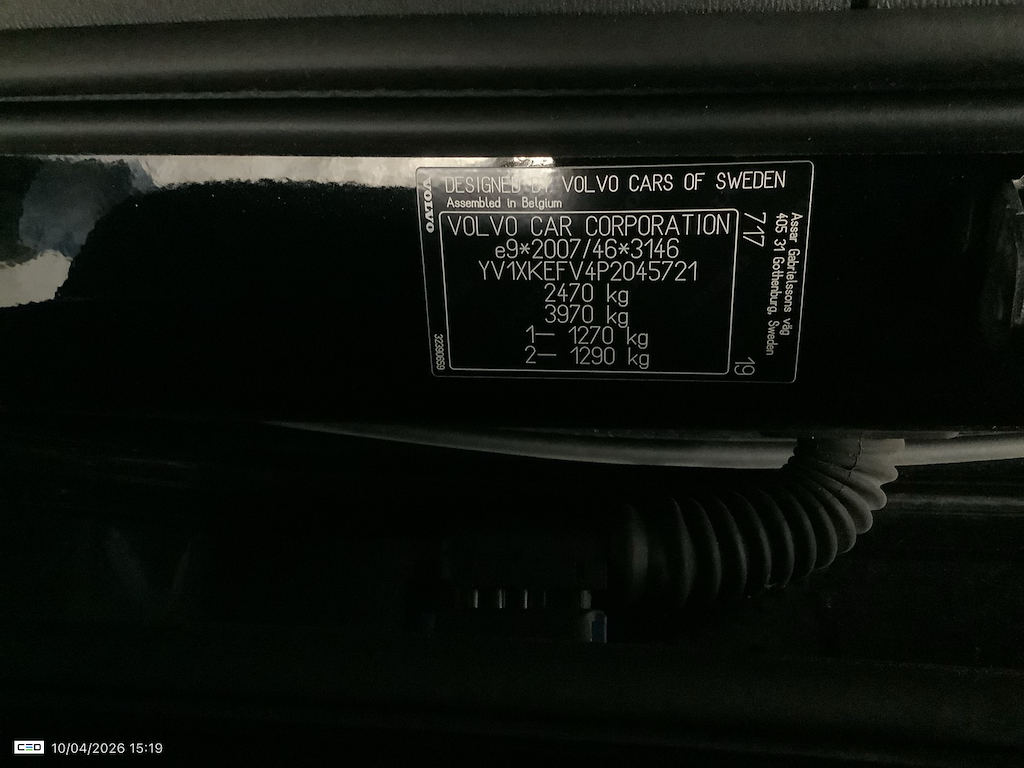 DESIGNED BY VOLVO CARS OF SWEDEN
Assembled in Belgium
VOLVO
VOLVO CAR CORPORATION
e9*2007/46*3146
YV1XKEFV4P2045721
2470 kg
3970 kg
1– 1270 kg
2– 1290 kg
717
19
Assar Gabrielssons väg
405 31 Gothenburg, Sweden
32390659
CEO 10/04/2026 15:19